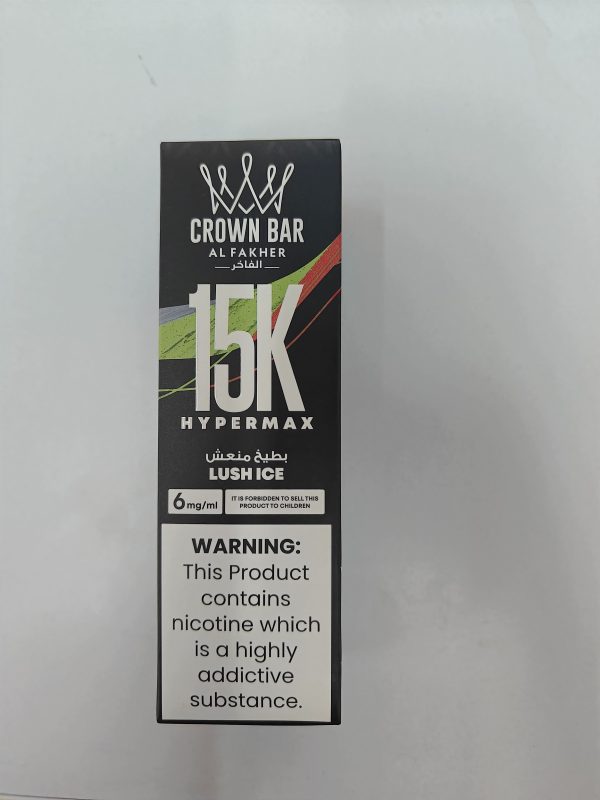 CROWN BAR
AL FAKHER
الفاخر
15K
HYPERMAX
بطيخ منعش
LUSH ICE
6mg/ml
IT IS FORBIDDEN TO SELL THIS
PRODUCT TO CHILDREN
WARNING:
This Product
contains
nicotine which
is a highly
addictive
substance.